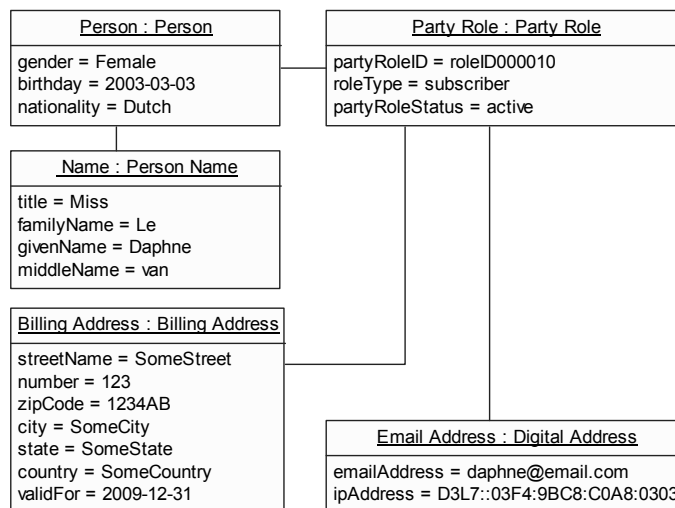 Person : Person
gender = Female
birthday = 2003-03-03
nationality = Dutch
Party Role : Party Role
partyRoleID = roleID000010
roleType = subscriber
partyRoleStatus = active
Name : Person Name
title = Miss
familyName = Le
givenName = Daphne
middleName = van
Billing Address : Billing Address
streetName = SomeStreet
number = 123
zipCode = 1234AB
city = SomeCity
state = SomeState
country = SomeCountry
validFor = 2009-12-31
Email Address : Digital Address
emailAddress = daphne@email.com
ipAddress = D3L7::03F4:9BC8:C0A8:0303